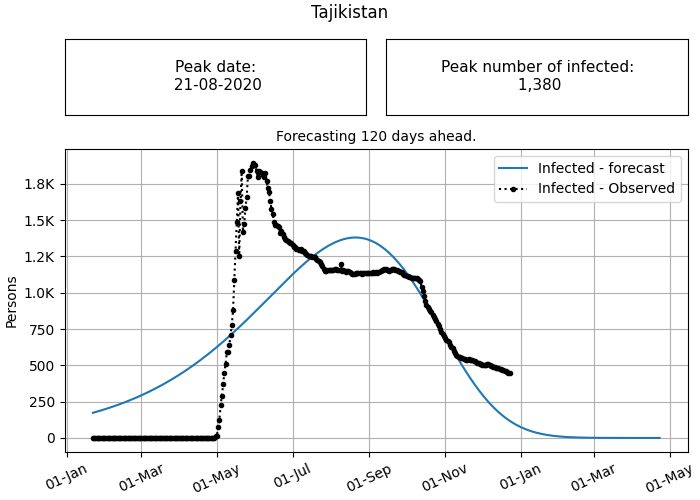 Tajikistan
Peak date:
21-08-2020
Peak number of infected:
1,380
Forecasting 120 days ahead.
Infected - forecast
Infected - Observed
Persons
1.8K
1.5K
1.2K
1.0K
750
500
250
0
01-Jan
01-Mar
01-May
01-Jul
01-Sep
01-Nov
01-Jan
01-Mar
01-May